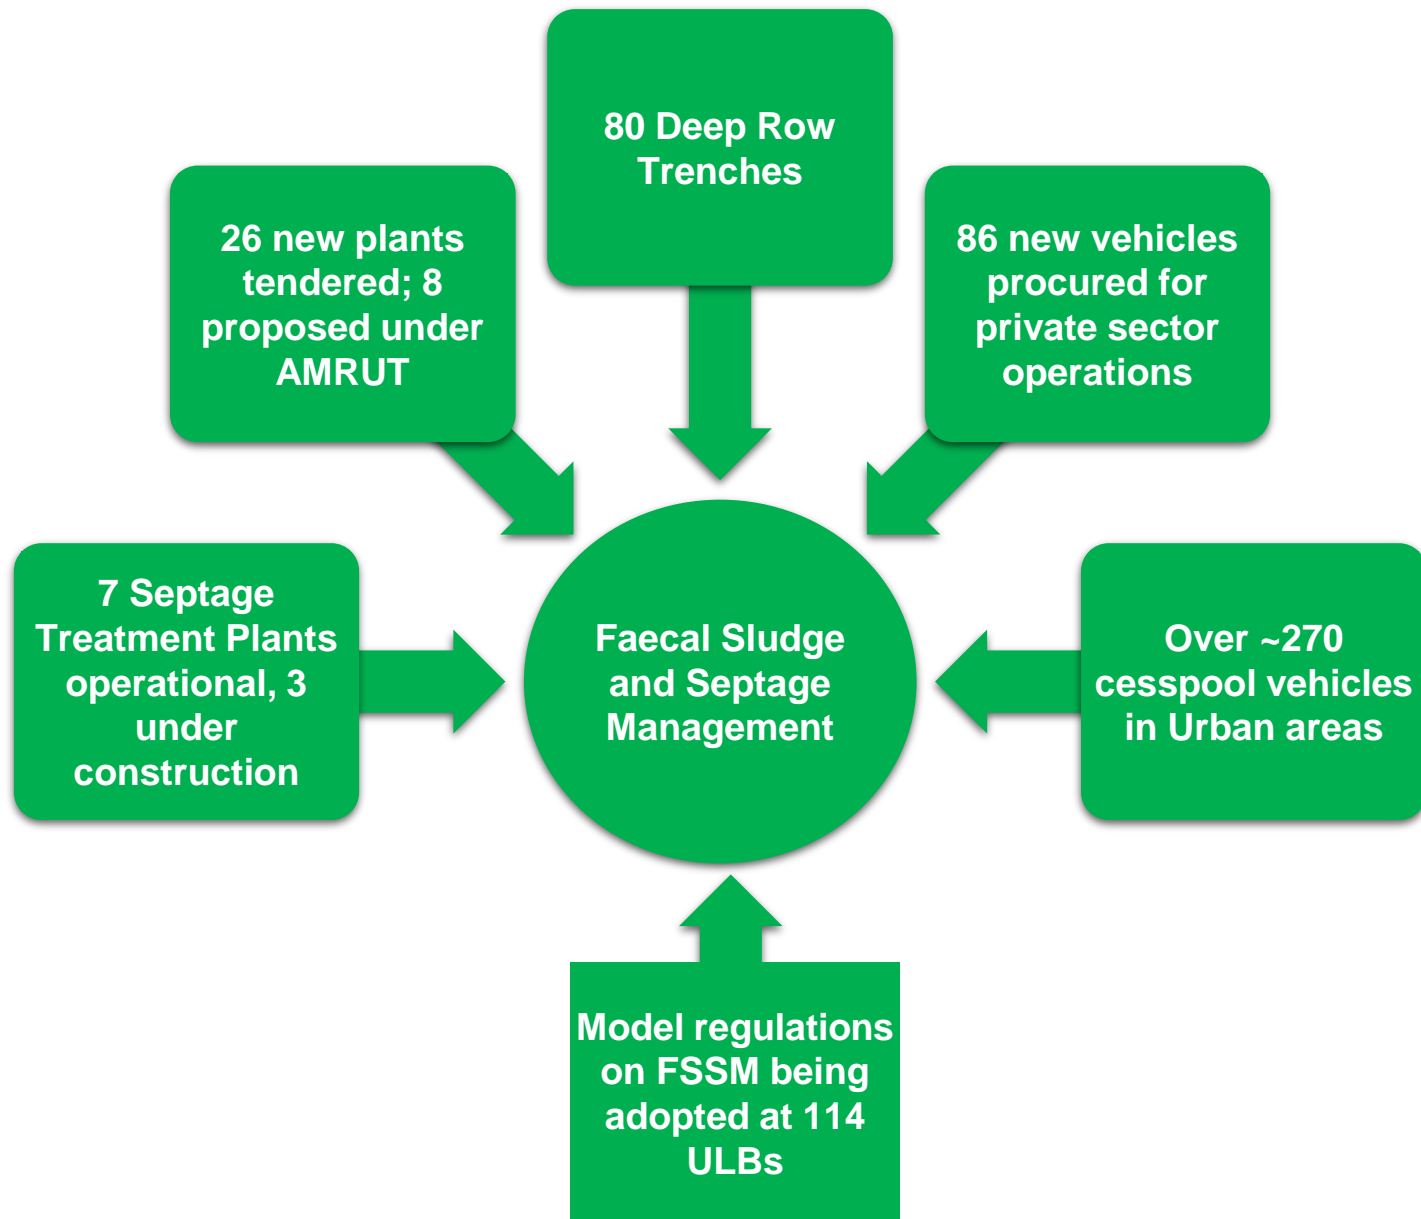 80 Deep Row
Trenches
26 new plants
tendered; 8
proposed under
AMRUT
86 new vehicles
procured for
private sector
operations
7 Septage
Treatment Plants
operational, 3
under
construction
Faecal Sludge
and Septage
Management
Over ~270
cesspool vehicles
in Urban areas
Model regulations
on FSSM being
adopted at 114
ULBs